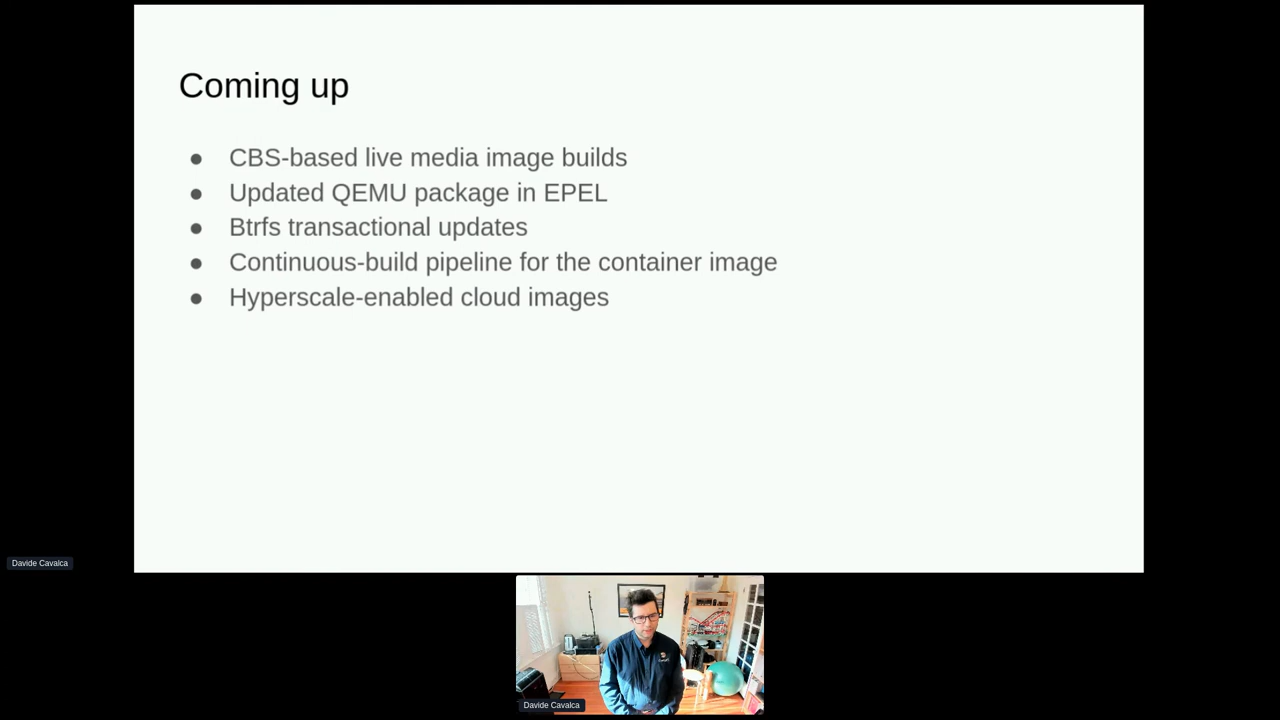 Coming up
● CBS-based live media image builds
● Updated QEMU package in EPEL
● Btrfs transactional updates
● Continuous-build pipeline for the container image
● Hyperscale-enabled cloud images
Davide Cavalca
Davide Cavalca